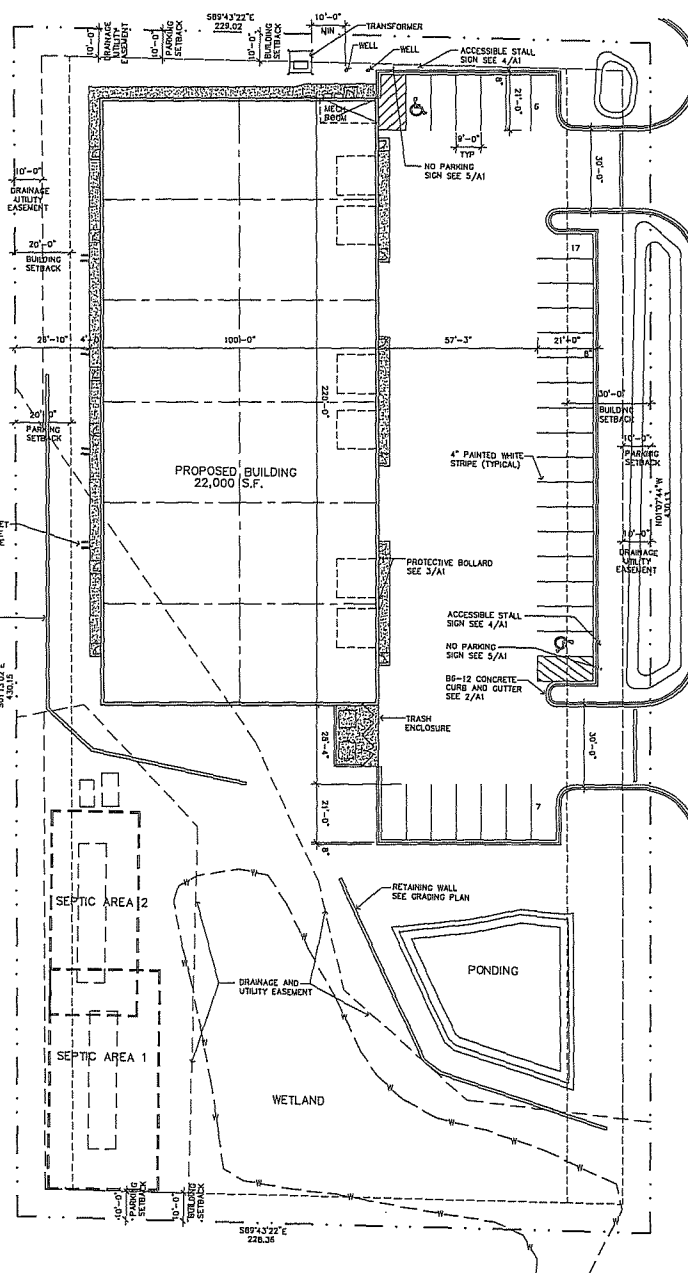 S89°43'22"E
229.02
10'-0"
MIN
TRANSFORMER
WELL
WELL
ACCESSIBLE STALL
SIGN SEE 4/A1
10'-0"
DRAINAGE
UTILITY
EASEMENT
10'-0"
PARKING
SETBACK
10'-0"
BUILDING
SETBACK
MECH
ROOM
8"
21'-0"
6
9'-0"
TYP
NO PARKING
SIGN SEE 5/A1
30'-0"
10'-0"
DRAINAGE
UTILITY
EASEMENT
20'-0"
BUILDING
SETBACK
17
4'
100'-0"
57'-3"
21'-0"
8"
220'-0"
30'-0"
BUILDING
SETBACK
20'-0"
PARKING
SETBACK
10'-0"
PARKING
SETBACK
4" PAINTED WHITE
STRIPE (TYPICAL)
PROPOSED BUILDING
22,000 S.F.
N01°07'44"W
430.13
10'-0"
DRAINAGE
UTILITY
EASEMENT
PROTECTIVE BOLLARD
SEE 3/A1
ACCESSIBLE STALL
SIGN SEE 4/A1
NO PARKING
SIGN SEE 5/A1
B6-12 CONCRETE
CURB AND GUTTER
SEE 2/A1
430.15
TRASH
ENCLOSURE
28'-4"
30'-0"
21'-0"
7
8"
RETAINING WALL
SEE GRADING PLAN
SEPTIC AREA 2
W
W
W
W
PONDING
DRAINAGE AND
UTILITY EASEMENT
SEPTIC AREA 1
WETLAND
W
W
W
W
W
W
W
W
W
W
10'-0"
PARKING
SETBACK
10'-0"
BUILDING
SETBACK
S89°43'22"E
228.36